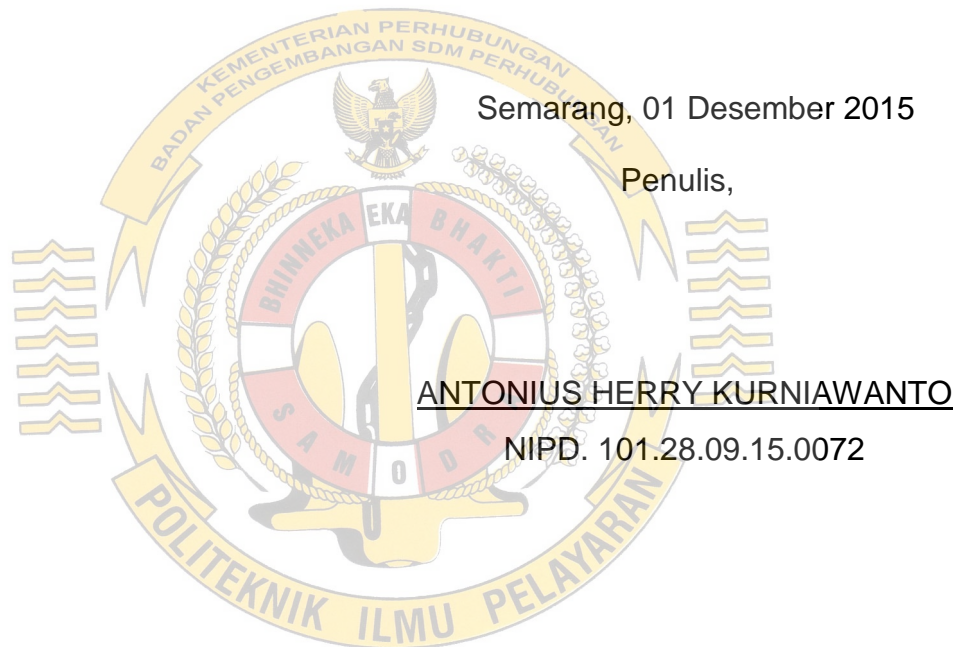 KEMENTERIAN PERHUBUNGAN
BADAN PENGEMBANGAN SDM PERHUBUNGAN
Semarang, 01 Desember 2015
Penulis,
BHINNEKA EKA BHAKTI
ANTONIUS HERRY KURNIAWANTO
NIPD. 101.28.09.15.0072
SAMODRA
POLITEKNIK ILMU PELAYARAN